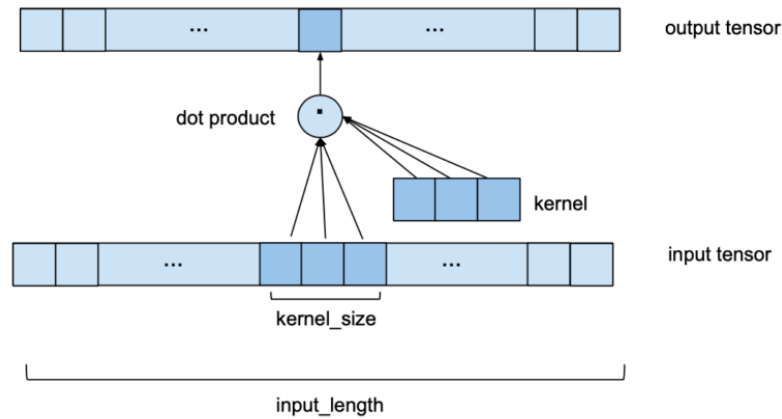 ... ...
output tensor
dot product
kernel
... ...
input tensor
kernel_size
input_length